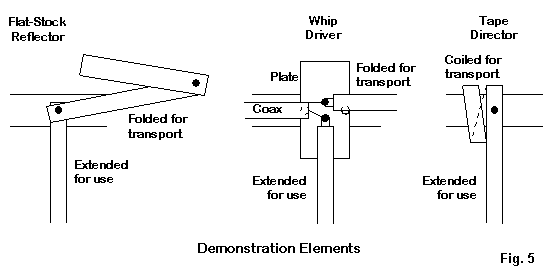 Flat-Stock
Reflector
Folded for
transport
Extended
for use
Whip
Driver
Plate
Folded for
transport
Coax
Extended
for use
Tape
Director
Coiled for
transport
Extended
for use
Demonstration Elements
Fig. 5